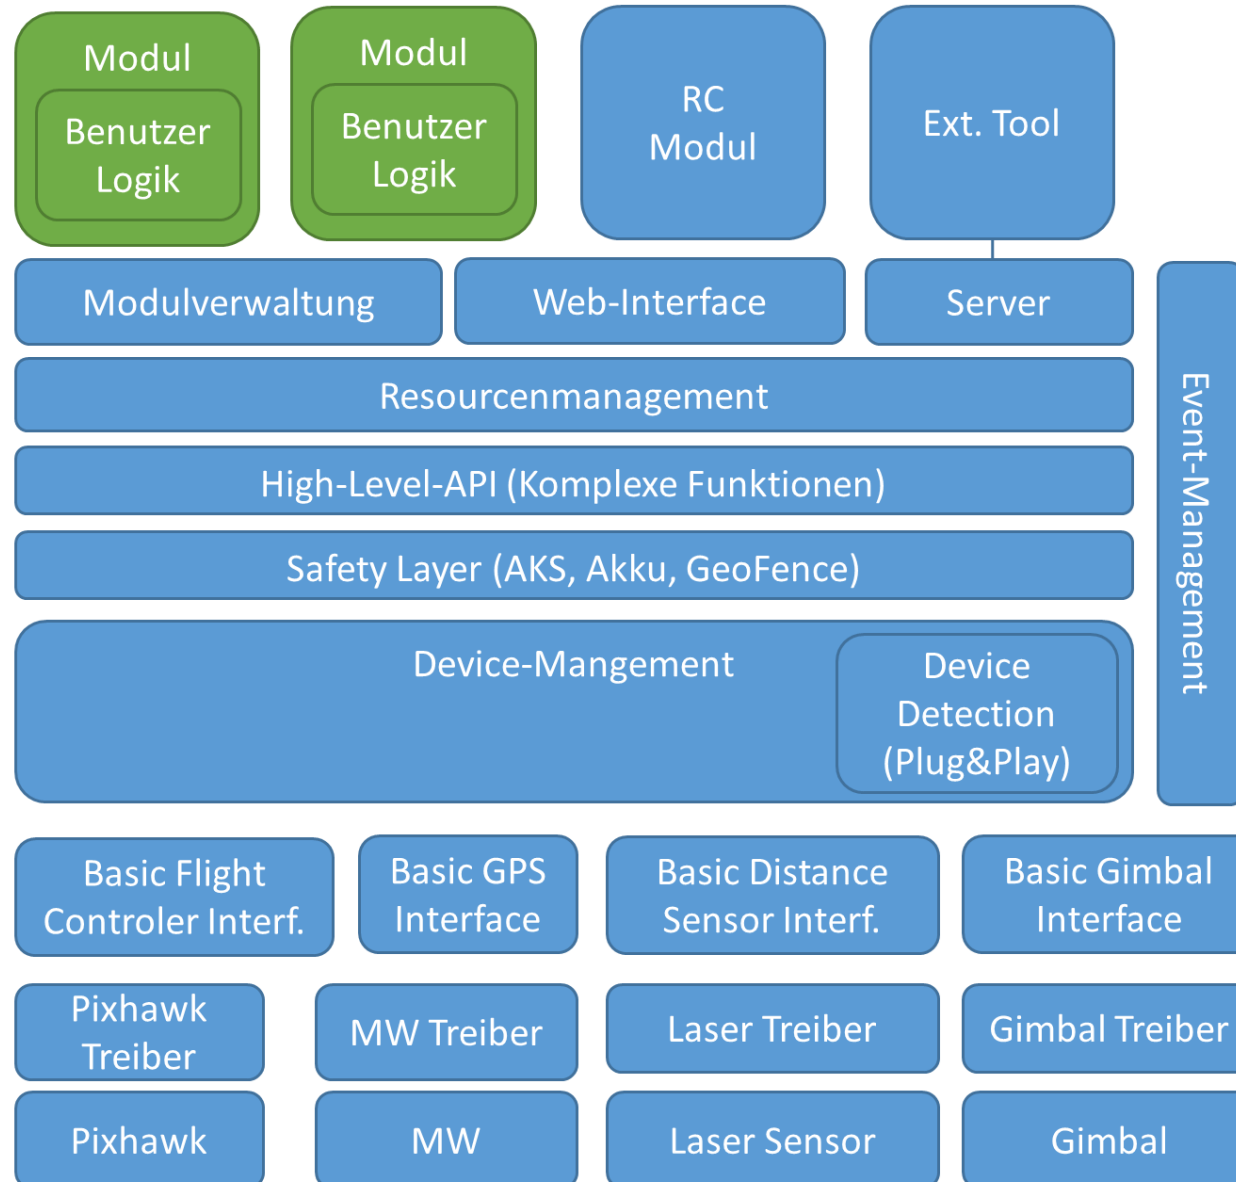 Modul
Benutzer
Logik
Modul
Benutzer
Logik
RC
Modul
Ext. Tool
Modulverwaltung
Web-Interface
Server
Resourcenmanagement
High-Level-API (Komplexe Funktionen)
Safety Layer (AKS, Akku, GeoFence)
Device-Mangement
Device
Detection
(Plug&Play)
Event-Management
Basic Flight
Controler Interf.
Basic GPS
Interface
Basic Distance
Sensor Interf.
Basic Gimbal
Interface
Pixhawk
Treiber
MW Treiber
Laser Treiber
Gimbal Treiber
Pixhawk
MW
Laser Sensor
Gimbal